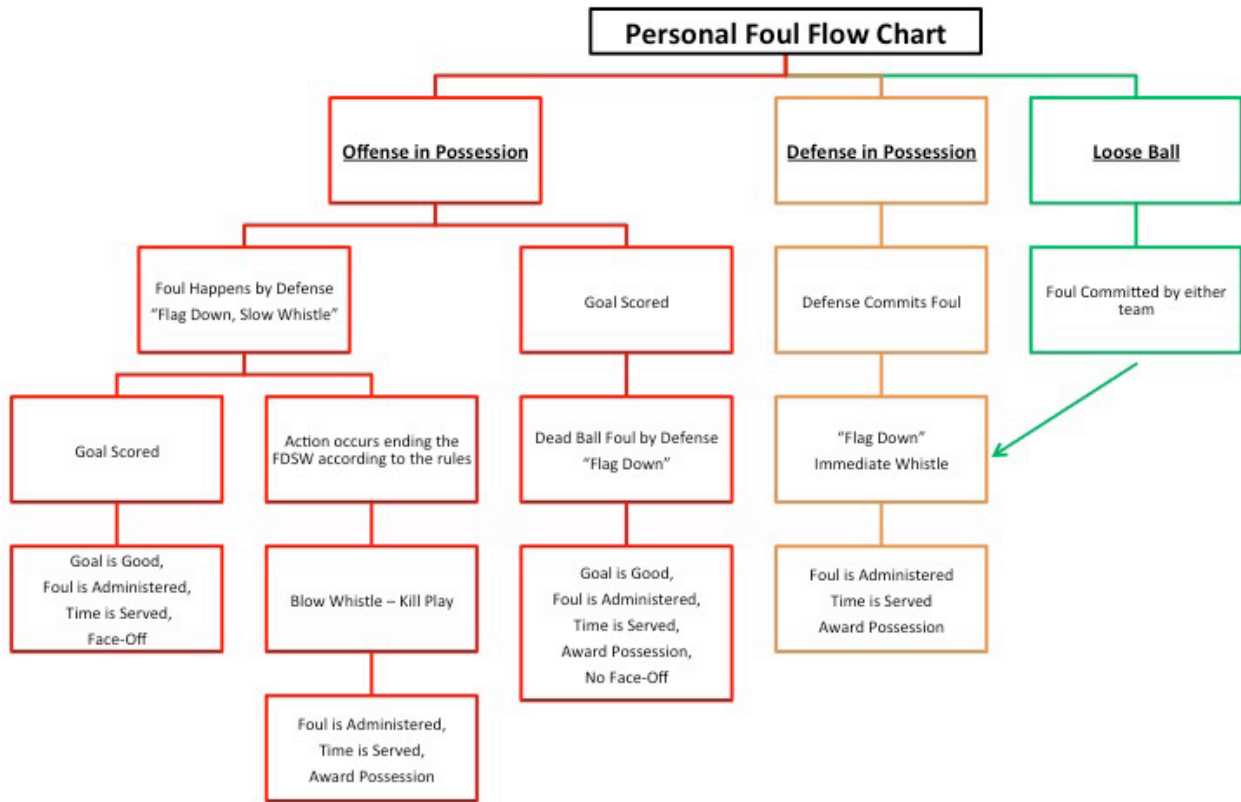 Personal Foul Flow Chart
Offense in Possession
Defense in Possession
Loose Ball
Foul Happens by Defense
”Flag Down, Slow Whistle”
Goal Scored
Defense Commits Foul
Foul Committed by either
team
Goal Scored
Action occurs ending the
FDSW according to the rules
Dead Ball Foul by Defense
“Flag Down”
“Flag Down”
Immediate Whistle
Goal is Good,
Foul is Administered,
Time is Served,
Face-Off
Blow Whistle – Kill Play
Goal is Good,
Foul is Administered,
Time is Served,
Award Possession,
No Face-Off
Foul is Administered
Time is Served
Award Possession
Foul is Administered,
Time is Served,
Award Possession